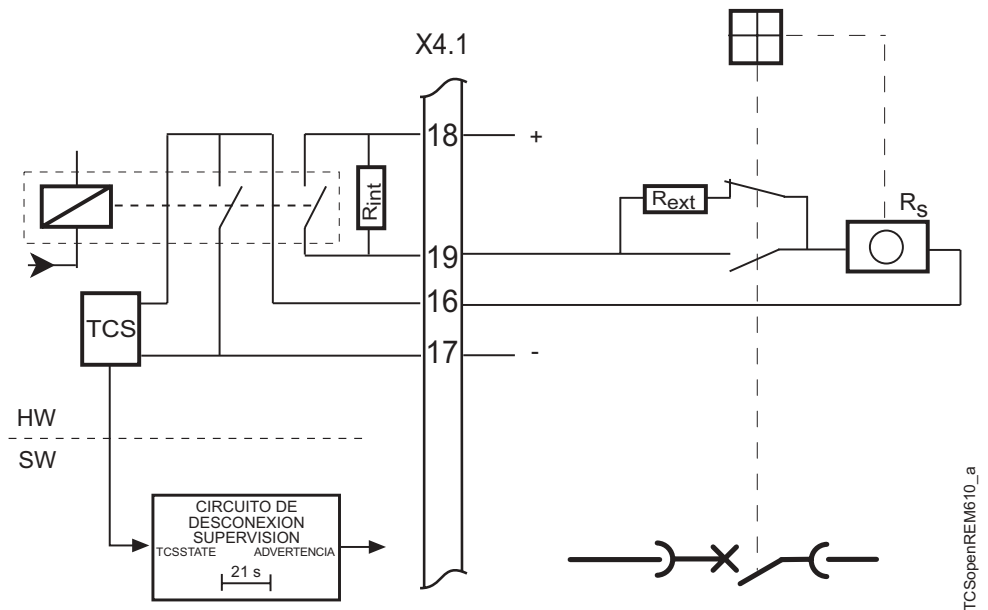 X4.1
18
+
Rint
Rext
Rs
19
16
TCS
17
-
HW
SW
CIRCUITO DE
DESCONEXION
SUPERVISION
TCSSTATE ADVERTENCIA
21 s
TCSopenREM610_a